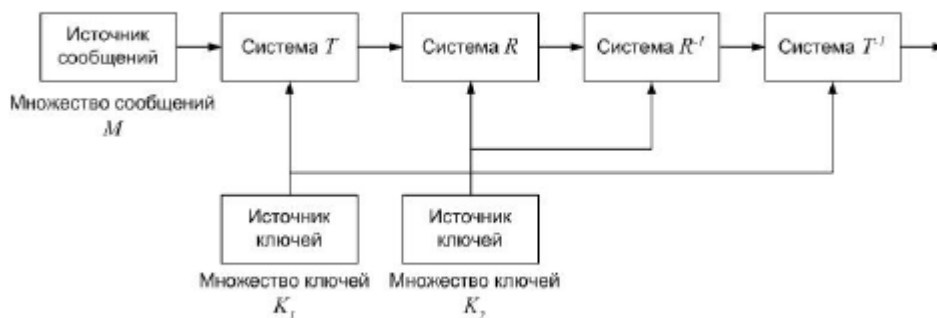 Источник
сообщений
Система T
Система R
Система R⁻¹
Система T⁻¹
Множество сообщений
M
Источник
ключей
Источник
ключей
Множество ключей
K₁
Множество ключей
K₂